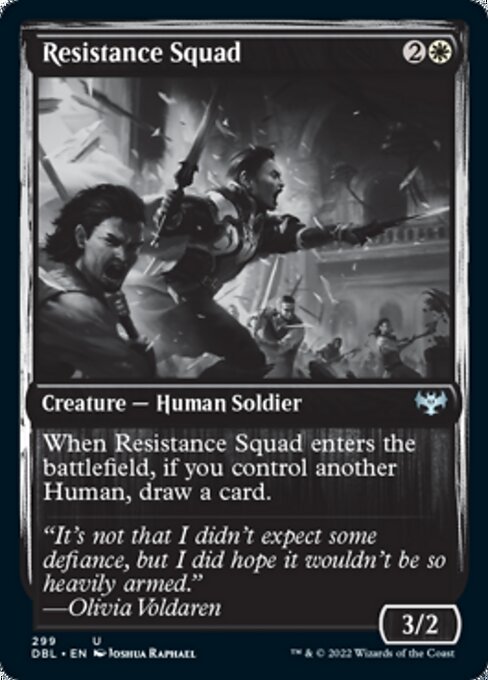 Resistance Squad 2
Creature — Human Soldier
When Resistance Squad enters the
battlefield, if you control another
Human, draw a card.
“It’s not that I didn’t expect some
defiance, but I did hope it wouldn’t be so
heavily armed.”
—Olivia Voldaren
3/2
299 U
DBL • EN Joshua Raphael
™ & © 2022 Wizards of the Coast